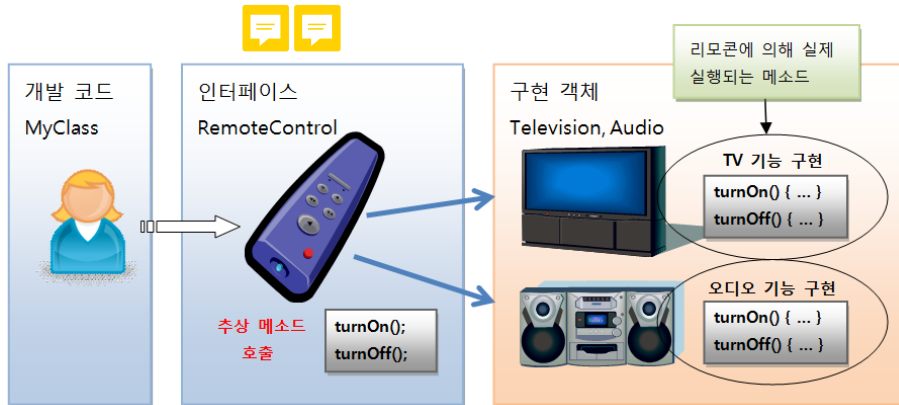 개발 코드
MyClass
인터페이스
RemoteControl
추상 메소드
호출
turnOn();
turnOff();
구현 객체
Television, Audio
리모콘에 의해 실제
실행되는 메소드
TV 기능 구현
turnOn() { ... }
turnOff() { ... }
오디오 기능 구현
turnOn() { ... }
turnOff() { ... }